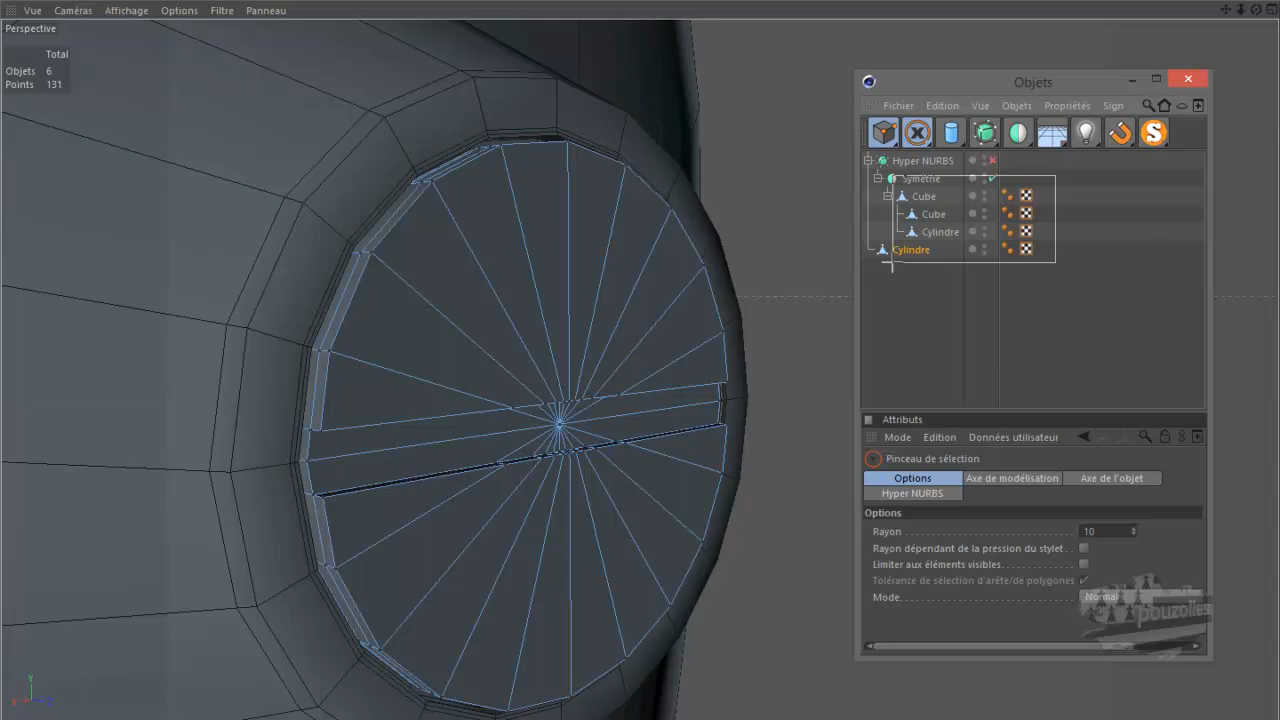 Vue Caméras Affichage Options Filtre Panneau
Perspective
Total
Objets 6
Points 131
Objets
Fichier Edition Vue Objets Propriétés Sign
Hyper NURBS
Symétrie
Cube
Cube
Cylindre
Cylindre
Attributs
Mode Edition Données utilisateur
Pinceau de sélection
Options Axe de modélisation Axe de l'objet
Hyper NURBS
Options
Rayon 10
Rayon dépendant de la pression du stylet
Limiter aux éléments visibles
Tolérance de sélection d'arête/de polygones
Mode Normal
pouzolles
Y